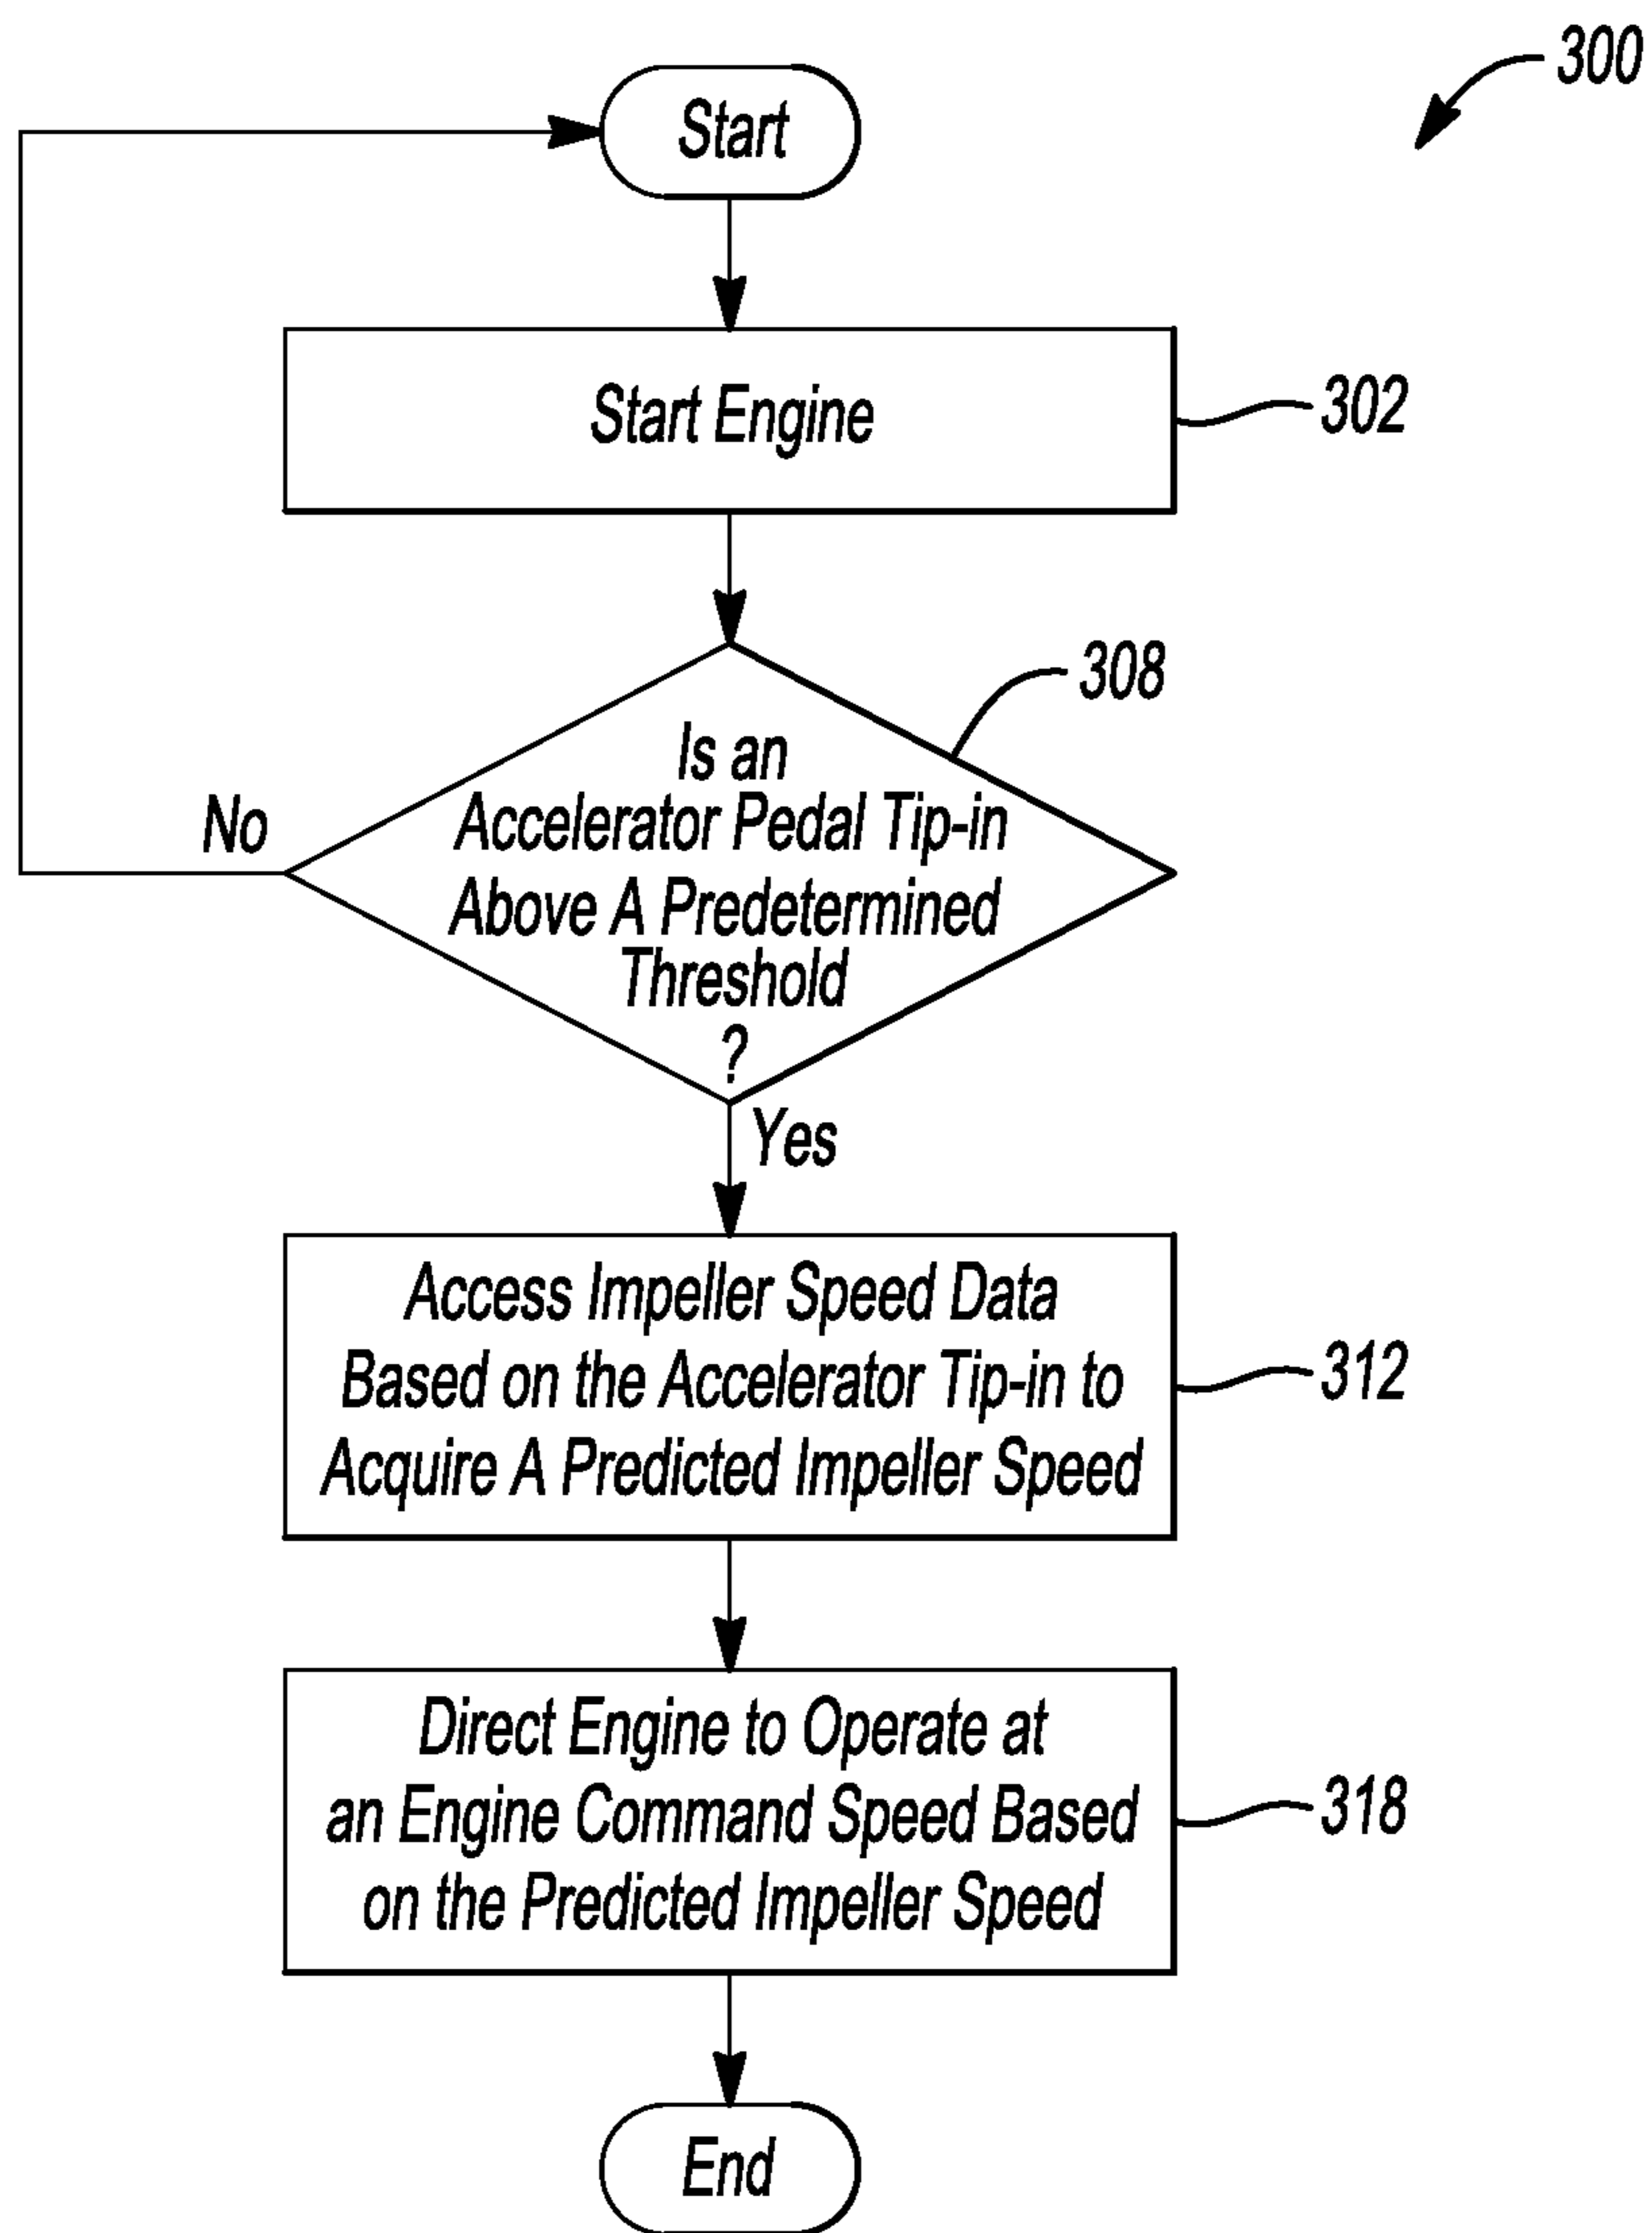 300
Start
Start Engine
302
308
Is an
Accelerator Pedal Tip-in
Above A Predetermined
Threshold
?
No
Yes
Access Impeller Speed Data
Based on the Accelerator Tip-in to
Acquire A Predicted Impeller Speed
312
Direct Engine to Operate at
an Engine Command Speed Based
on the Predicted Impeller Speed
318
End